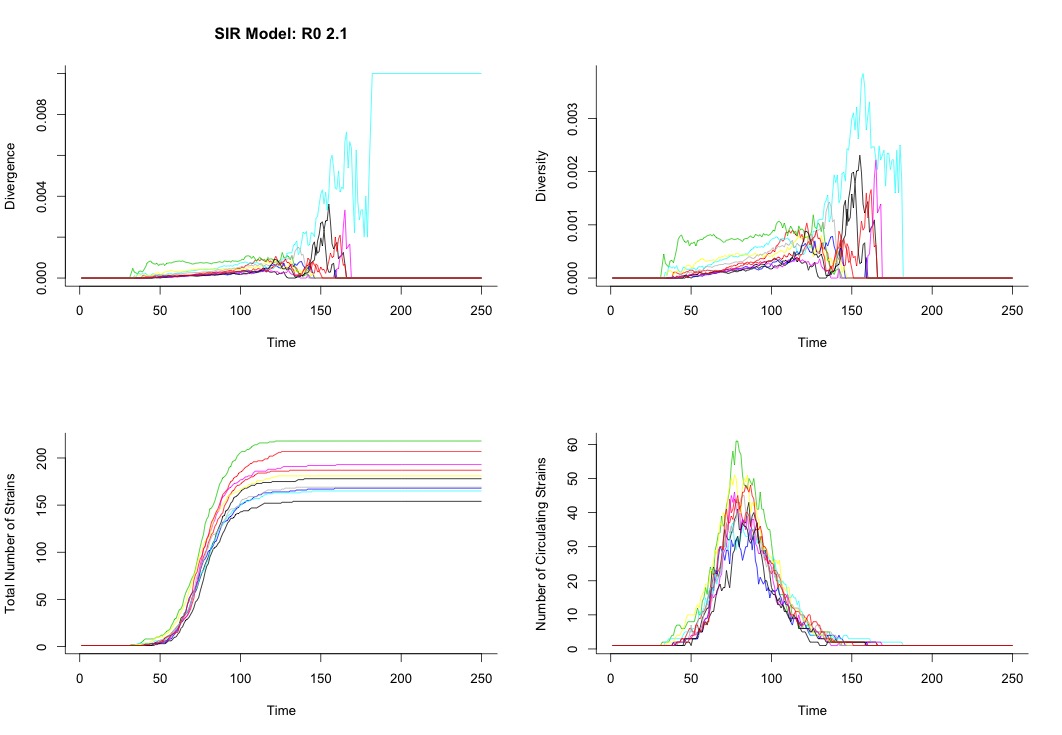 SIR Model: R0 2.1
Divergence
0.000 0.004 0.008
0 50 100 150 200 250
Time
Diversity
0.000 0.001 0.002 0.003
0 50 100 150 200 250
Time
Total Number of Strains
0 50 100 150 200
0 50 100 150 200 250
Time
Number of Circulating Strains
0 10 20 30 40 50 60
0 50 100 150 200 250
Time